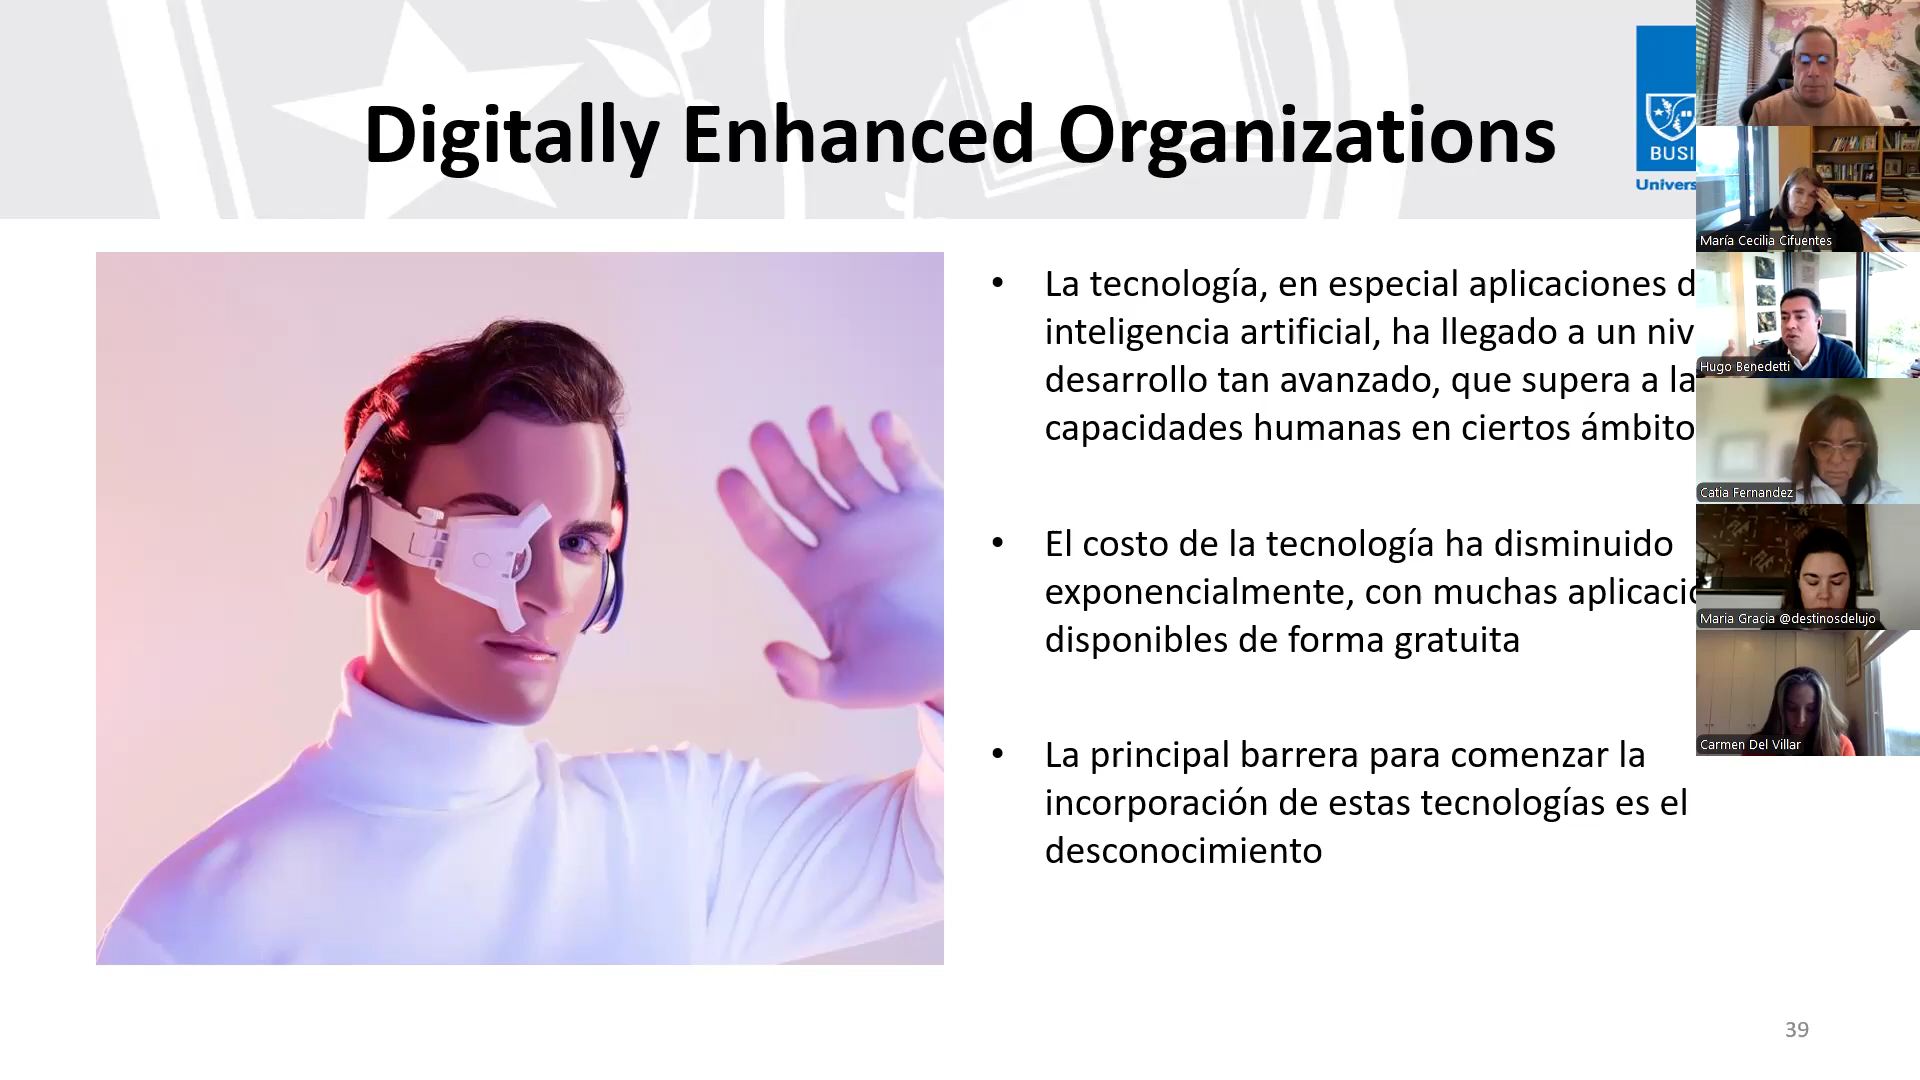 Digitally Enhanced Organizations
BUSI
Univers
La tecnología, en especial aplicaciones d
inteligencia artificial, ha llegado a un niv
desarrollo tan avanzado, que supera a la
capacidades humanas en ciertos ámbito
El costo de la tecnología ha disminuido
exponencialmente, con muchas aplicacio
disponibles de forma gratuita
La principal barrera para comenzar la
incorporación de estas tecnologías es el
desconocimiento
39
María Cecilia Cifuentes
Hugo Benedetti
Catia Fernandez
Maria Gracia @destinosdelujo
Carmen Del Villar